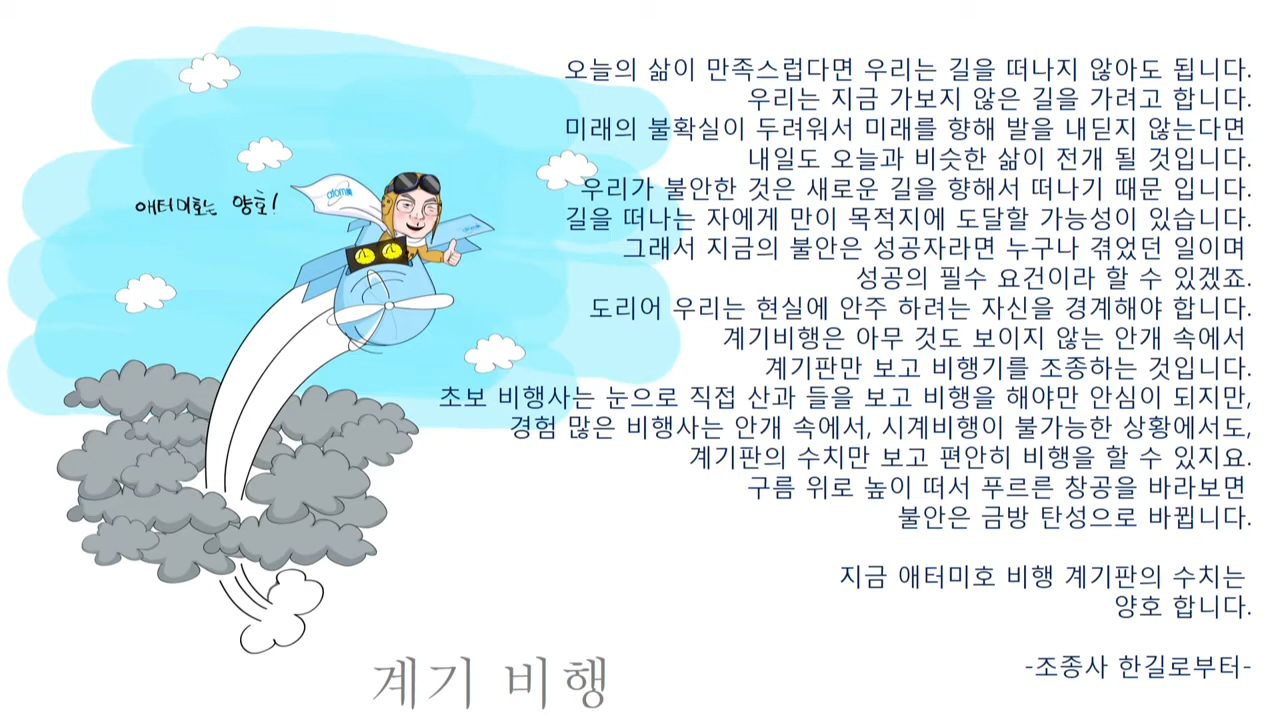 오늘의 삶이 만족스럽다면 우리는 길을 떠나지 않아도 됩니다.
우리는 지금 가보지 않은 길을 가려고 합니다.
미래의 불확실이 두려워서 미래를 향해 발을 내딛지 않는다면
내일도 오늘과 비슷한 삶이 전개 될 것입니다.
우리가 불안한 것은 새로운 길을 향해서 떠나기 때문 입니다.
길을 떠나는 자에게 만이 목적지에 도달할 가능성이 있습니다.
그래서 지금의 불안은 성공자라면 누구나 겪었던 일이며
성공의 필수 요건이라 할 수 있겠죠.
도리어 우리는 현실에 안주 하려는 자신을 경계해야 합니다.
계기비행은 아무 것도 보이지 않는 안개 속에서
계기판만 보고 비행기를 조종하는 것입니다.
초보 비행사는 눈으로 직접 산과 들을 보고 비행을 해야만 안심이 되지만,
경험 많은 비행사는 안개 속에서, 시계비행이 불가능한 상황에서도,
계기판의 수치만 보고 편안히 비행을 할 수 있지요.
구름 위로 높이 떠서 푸르른 창공을 바라보면
불안은 금방 탄성으로 바뀝니다.
지금 애터미호 비행 계기판의 수치는
양호 합니다.
-조종사 한길로부터-
애터미호는 양호!
atomi
계기 비행